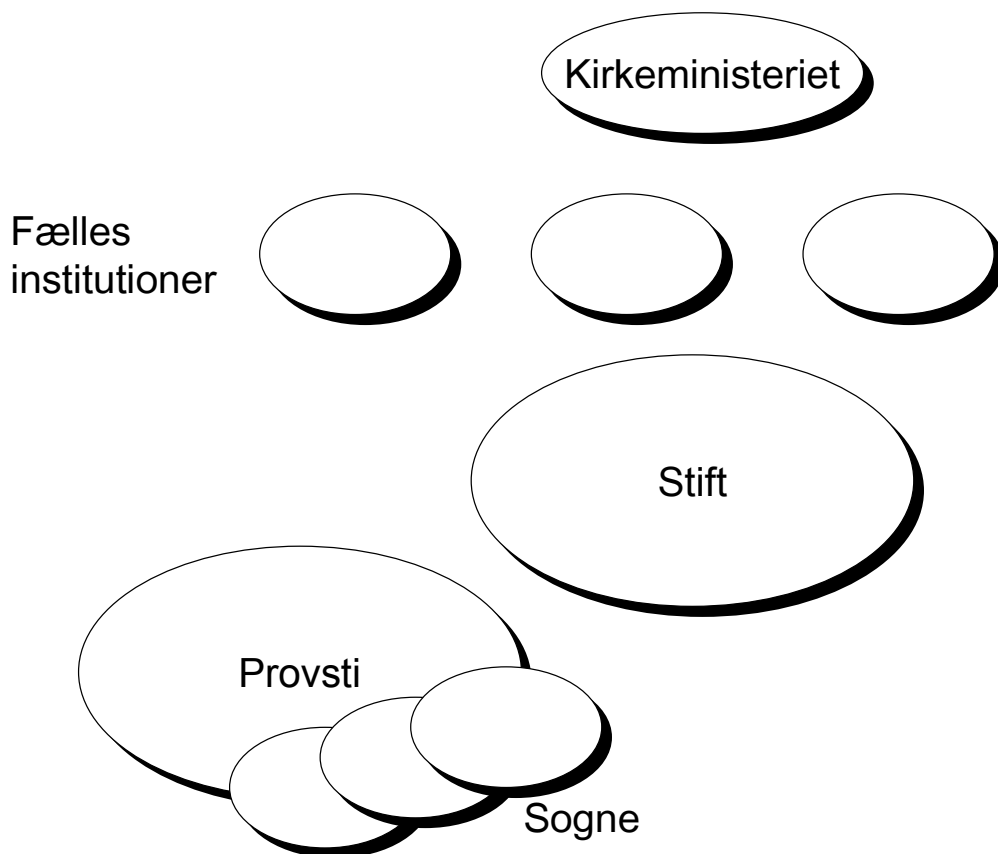 Kirkeministeriet
Fælles
institutioner
Stift
Provsti
Sogne